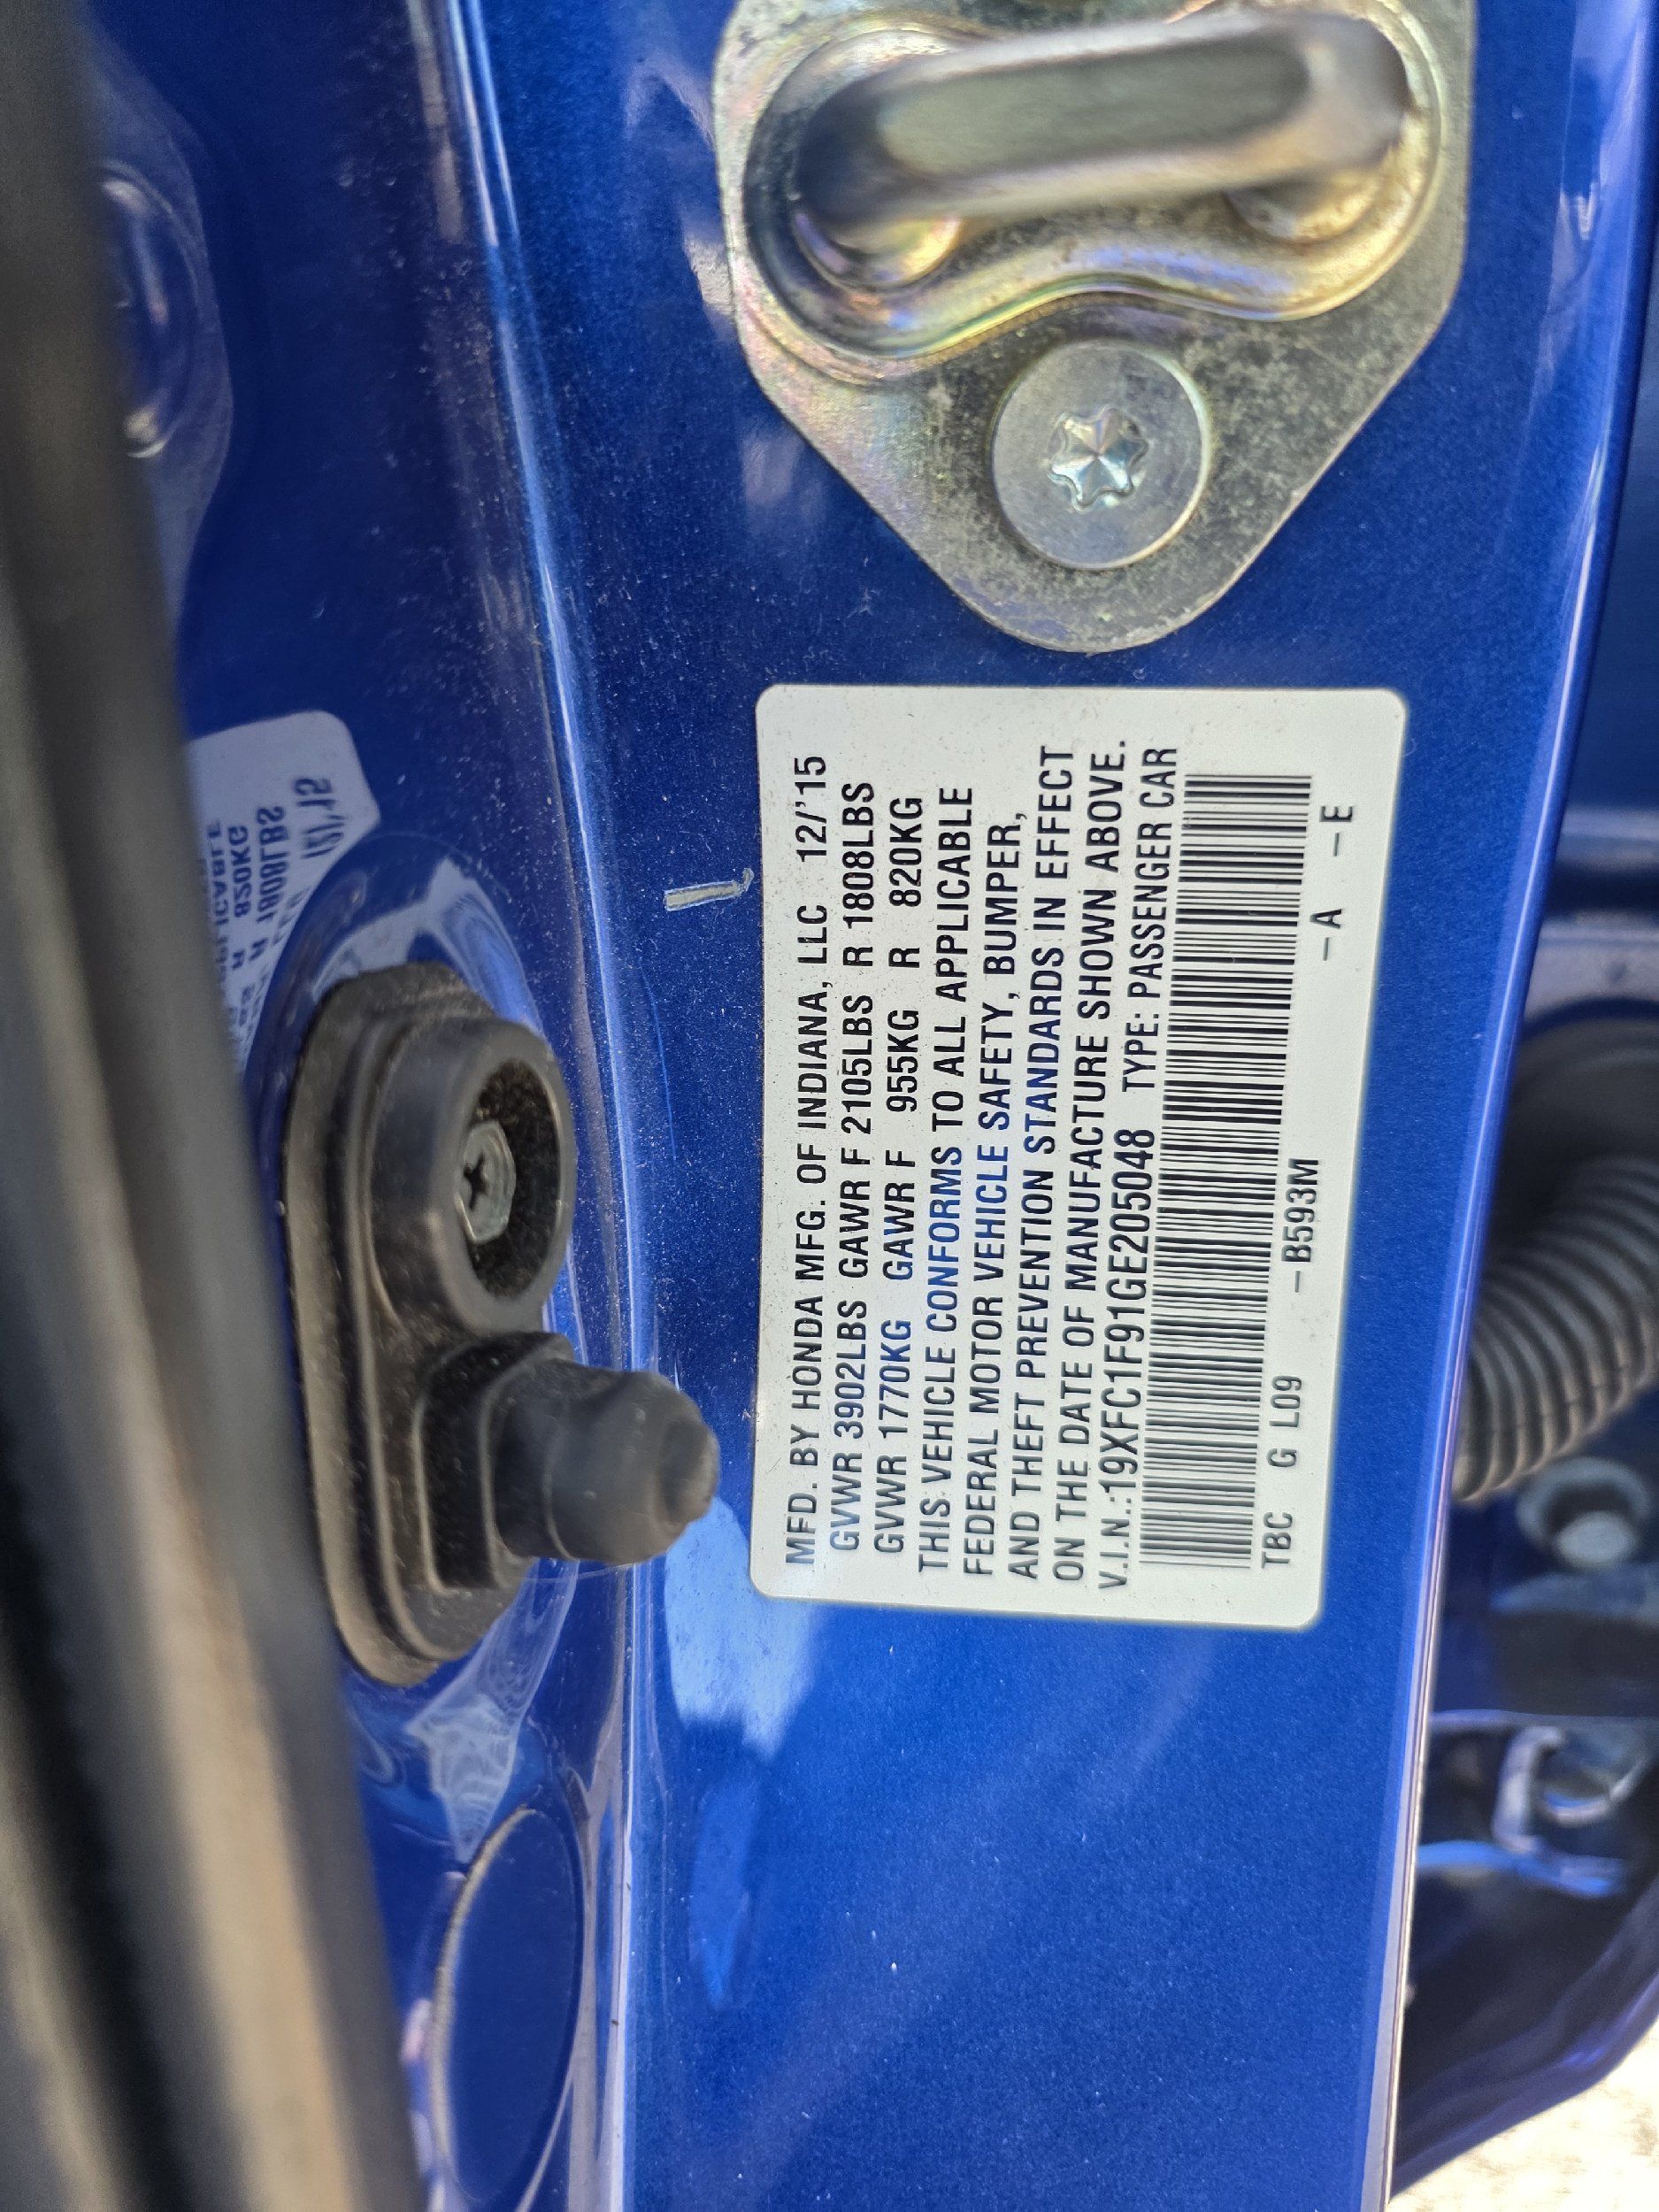 MFD. BY HONDA MFG. OF INDIANA, LLC 12/'15
GVWR 3902LBS GAWR F 2105LBS R 1808LBS
GVWR 1770KG GAWR F 955KG R 820KG
THIS VEHICLE CONFORMS TO ALL APPLICABLE
FEDERAL MOTOR VEHICLE SAFETY, BUMPER,
AND THEFT PREVENTION STANDARDS IN EFFECT
ON THE DATE OF MANUFACTURE SHOWN ABOVE.
V.I.N.:19XFC1F91GE205048 TYPE: PASSENGER CAR
TBC G L09 –B593M –A –E